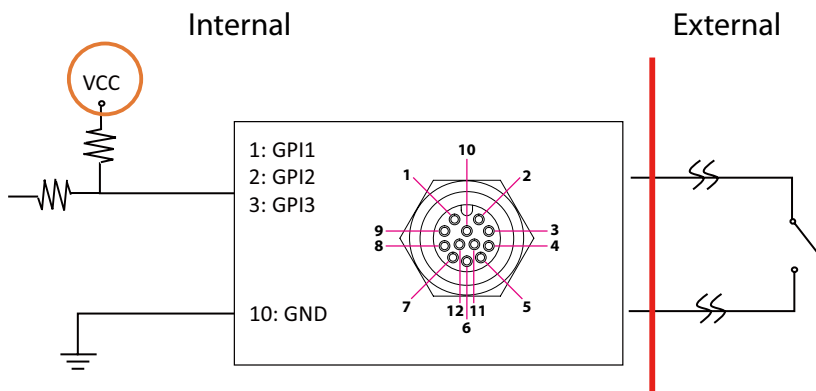 Internal
External
VCC
1: GPI1
2: GPI2
3: GPI3
10: GND
10
1
2
9
3
8
4
7
12
11
5
6